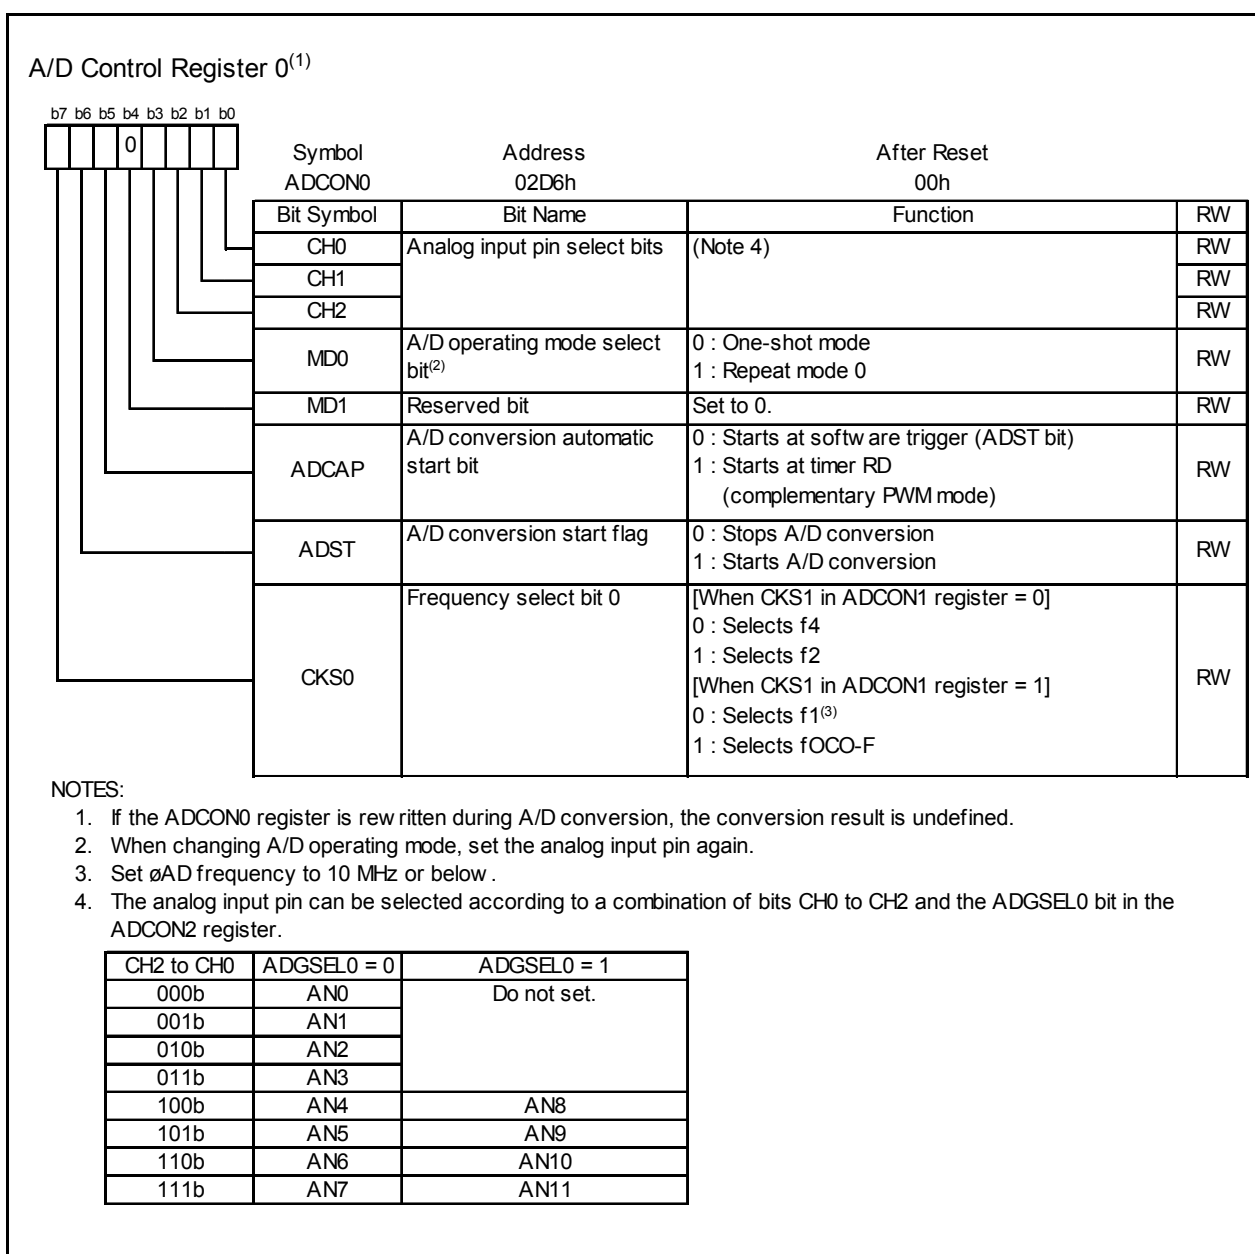 A/D Control Register 0(1)
b7 b6 b5 b4 b3 b2 b1 b0
0
Symbol Address After Reset
ADCON0 02D6h 00h
Bit Symbol Bit Name Function RW
CH0 Analog input pin select bits (Note 4) RW
CH1 RW
CH2 RW
MD0 A/D operating mode select bit(2) 0 : One-shot mode RW
1 : Repeat mode 0
MD1 Reserved bit Set to 0. RW
ADCAP A/D conversion automatic start bit 0 : Starts at software trigger (ADST bit) RW
1 : Starts at timer RD
(complementary PWM mode)
ADST A/D conversion start flag 0 : Stops A/D conversion RW
1 : Starts A/D conversion
CKS0 Frequency select bit 0 [When CKS1 in ADCON1 register = 0] RW
0 : Selects f4
1 : Selects f2
[When CKS1 in ADCON1 register = 1]
0 : Selects f1(3)
1 : Selects fOCO-F
NOTES:
1. If the ADCON0 register is rewritten during A/D conversion, the conversion result is undefined.
2. When changing A/D operating mode, set the analog input pin again.
3. Set øAD frequency to 10 MHz or below.
4. The analog input pin can be selected according to a combination of bits CH0 to CH2 and the ADGSEL0 bit in the
ADCON2 register.
CH2 to CH0 ADGSEL0 = 0 ADGSEL0 = 1
000b AN0 Do not set.
001b AN1
010b AN2
011b AN3
100b AN4 AN8
101b AN5 AN9
110b AN6 AN10
111b AN7 AN11